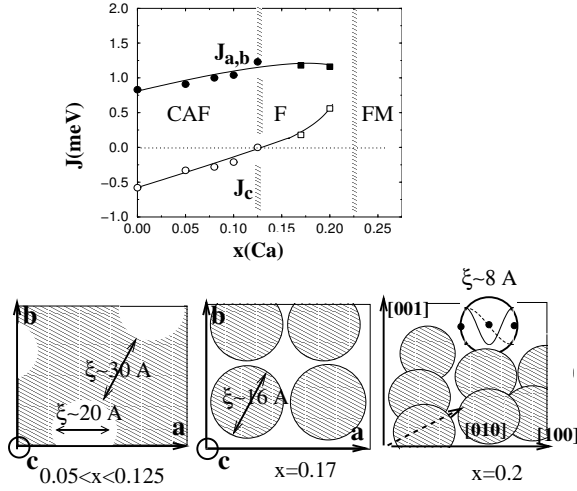 1.5
J_{a,b}
1.0
0.5
CAF F FM
0.0
−0.5
J_c
−1.0
0.00 0.05 0.10 0.15 0.20 0.25
J(meV)
x(Ca)
b
ξ~30 A
ξ~20 A
a
c
0.05<x<0.125
b
ξ~16 A
a
c
x=0.17
ξ~8 A
[001]
[010]
[100]
x=0.2